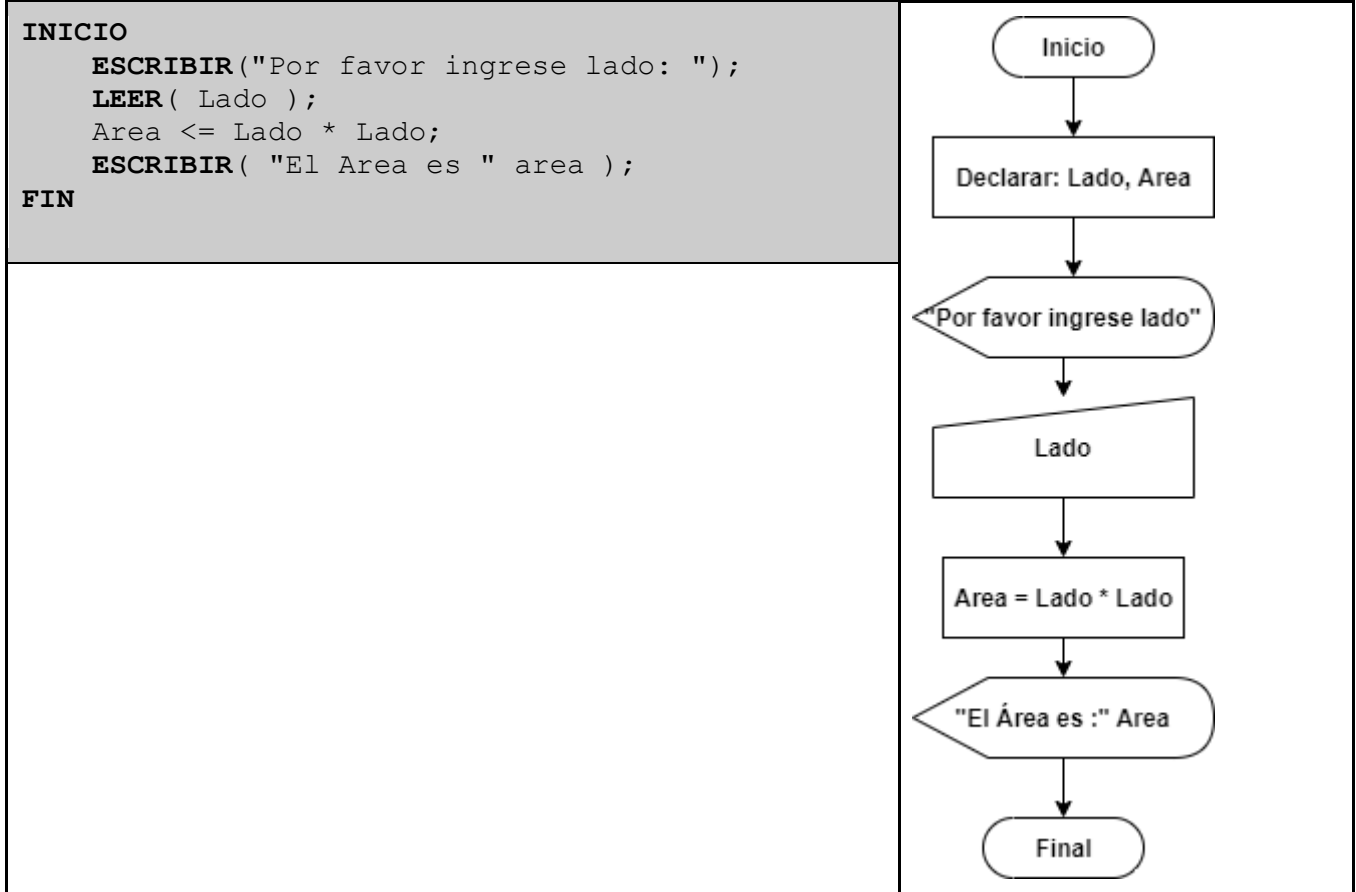 INICIO
ESCRIBIR("Por favor ingrese lado: ");
LEER( Lado );
Area <= Lado * Lado;
ESCRIBIR( "El Area es " area );
FIN
Inicio
Declarar: Lado, Area
"Por favor ingrese lado"
Lado
Area = Lado * Lado
"El Área es :" Area
Final